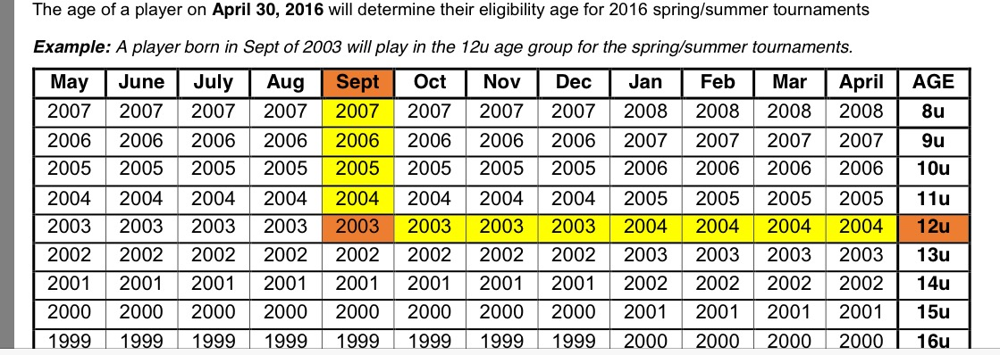 The age of a player on April 30, 2016 will determine their eligibility age for 2016 spring/summer tournaments
Example: A player born in Sept of 2003 will play in the 12u age group for the spring/summer tournaments.
May June July Aug Sept Oct Nov Dec Jan Feb Mar April AGE
2007 2007 2007 2007 2007 2007 2007 2007 2008 2008 2008 2008 8u
2006 2006 2006 2006 2006 2006 2006 2006 2007 2007 2007 2007 9u
2005 2005 2005 2005 2005 2005 2005 2005 2006 2006 2006 2006 10u
2004 2004 2004 2004 2004 2004 2004 2004 2005 2005 2005 2005 11u
2003 2003 2003 2003 2003 2003 2003 2003 2004 2004 2004 2004 12u
2002 2002 2002 2002 2002 2002 2002 2002 2003 2003 2003 2003 13u
2001 2001 2001 2001 2001 2001 2001 2001 2002 2002 2002 2002 14u
2000 2000 2000 2000 2000 2000 2000 2000 2001 2001 2001 2001 15u
1999 1999 1999 1999 1999 1999 1999 1999 2000 2000 2000 2000 16u